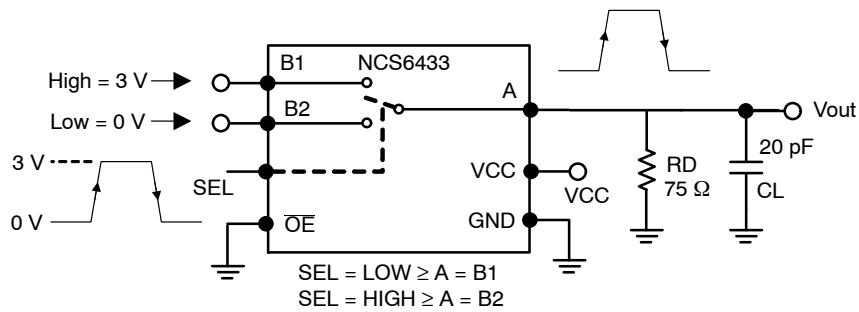 B1
NCS6433
High = 3 V
A
B2
Low = 0 V
Vout
3 V
20 pF
SEL
VCC
RD
75 Ω
CL
VCC
0 V
OE
GND
SEL = LOW ≥ A = B1
SEL = HIGH ≥ A = B2